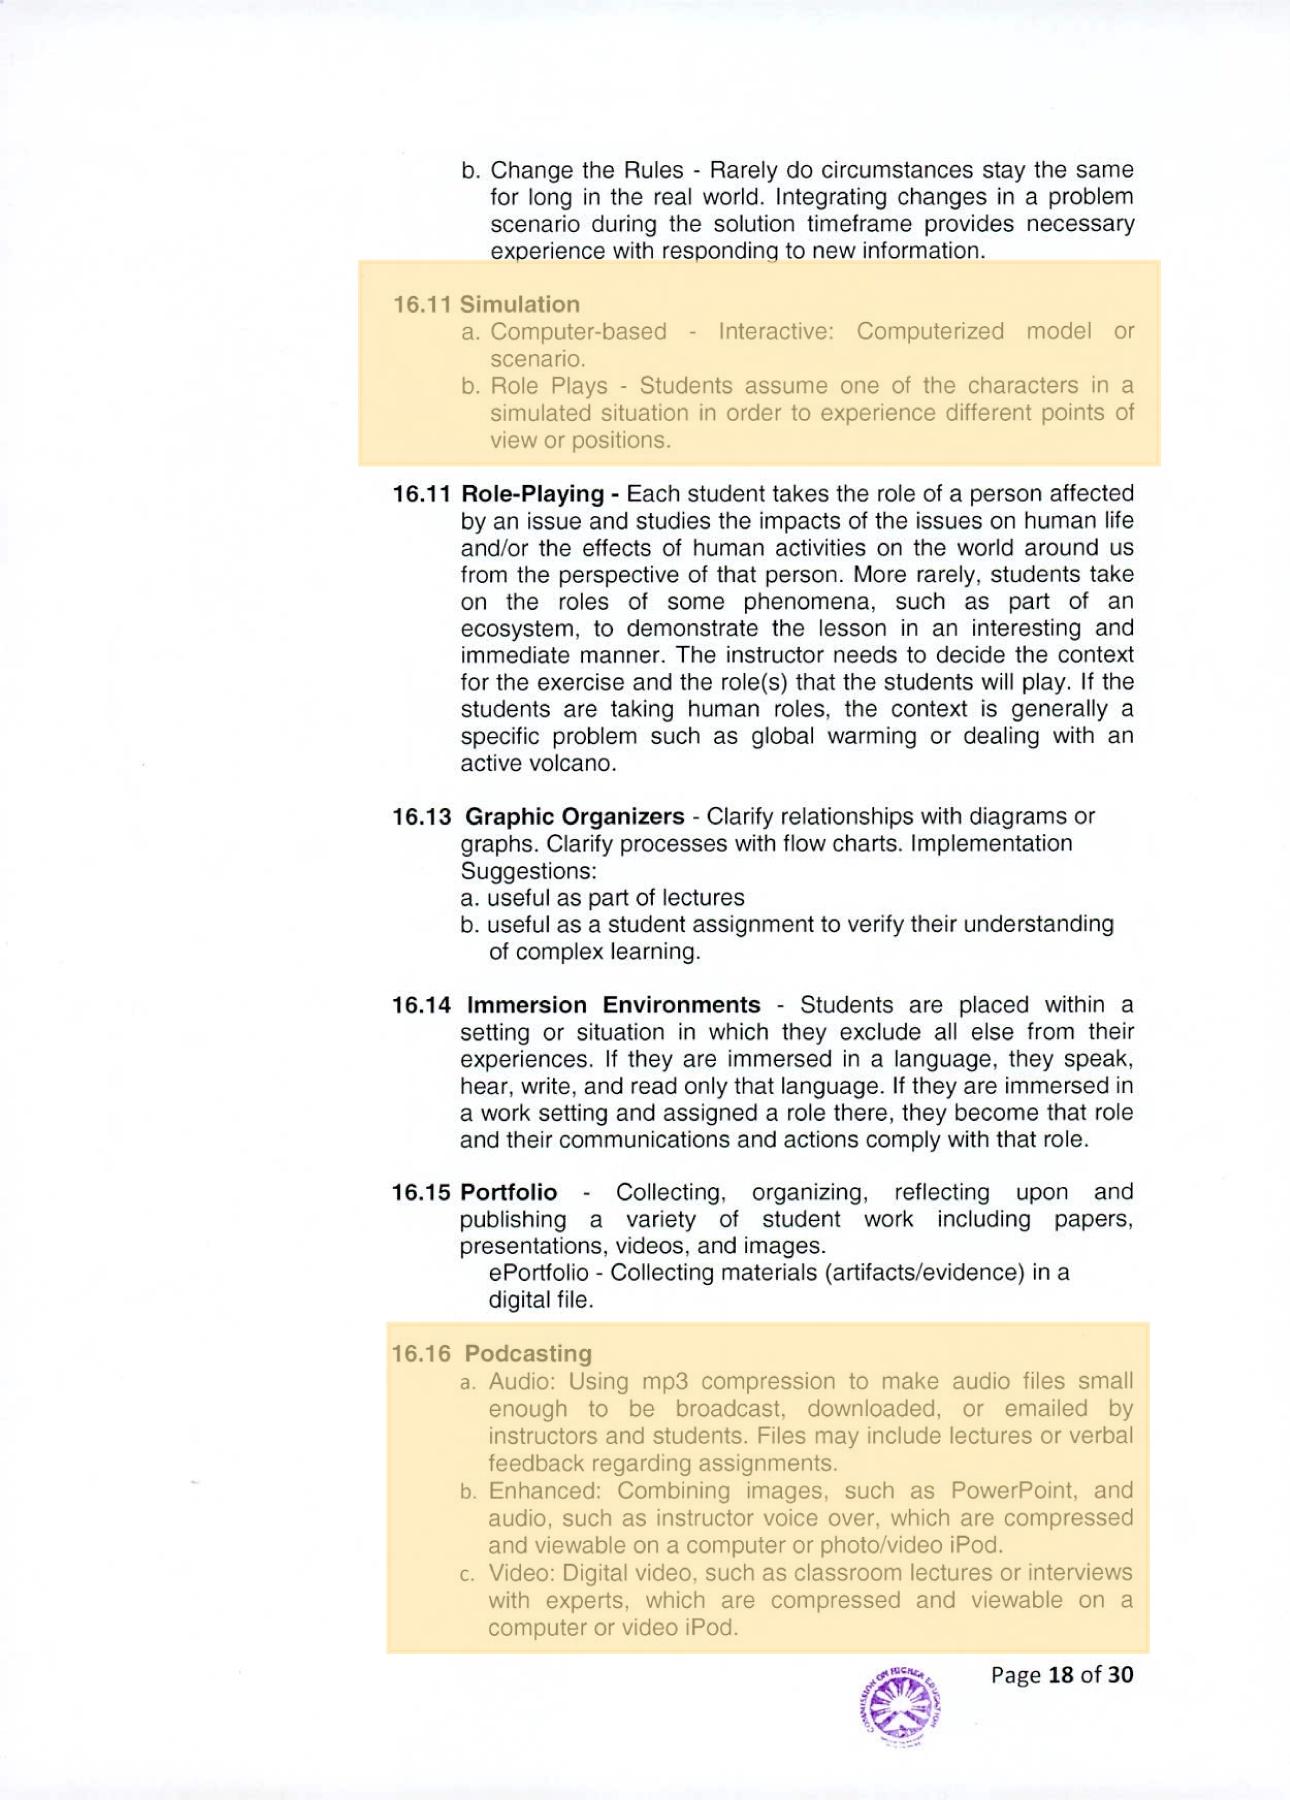 b. Change the Rules - Rarely do circumstances stay the same
for long in the real world. Integrating changes in a problem
scenario during the solution timeframe provides necessary
experience with responding to new information.
16.11 Simulation
a. Computer-based - Interactive: Computerized model or
scenario.
b. Role Plays - Students assume one of the characters in a
simulated situation in order to experience different points of
view or positions.
16.11 Role-Playing - Each student takes the role of a person affected
by an issue and studies the impacts of the issues on human life
and/or the effects of human activities on the world around us
from the perspective of that person. More rarely, students take
on the roles of some phenomena, such as part of an
ecosystem, to demonstrate the lesson in an interesting and
immediate manner. The instructor needs to decide the context
for the exercise and the role(s) that the students will play. If the
students are taking human roles, the context is generally a
specific problem such as global warming or dealing with an
active volcano.
16.13 Graphic Organizers - Clarify relationships with diagrams or
graphs. Clarify processes with flow charts. Implementation
Suggestions:
a. useful as part of lectures
b. useful as a student assignment to verify their understanding
of complex learning.
16.14 Immersion Environments - Students are placed within a
setting or situation in which they exclude all else from their
experiences. If they are immersed in a language, they speak,
hear, write, and read only that language. If they are immersed in
a work setting and assigned a role there, they become that role
and their communications and actions comply with that role.
16.15 Portfolio - Collecting, organizing, reflecting upon and
publishing a variety of student work including papers,
presentations, videos, and images.
ePortfolio - Collecting materials (artifacts/evidence) in a
digital file.
16.16 Podcasting
a. Audio: Using mp3 compression to make audio files small
enough to be broadcast, downloaded, or emailed by
instructors and students. Files may include lectures or verbal
feedback regarding assignments.
b. Enhanced: Combining images, such as PowerPoint, and
audio, such as instructor voice over, which are compressed
and viewable on a computer or photo/video iPod.
c. Video: Digital video, such as classroom lectures or interviews
with experts, which are compressed and viewable on a
computer or video iPod.
Page 18 of 30
COMMISSION ON HIGHER EDUCATION